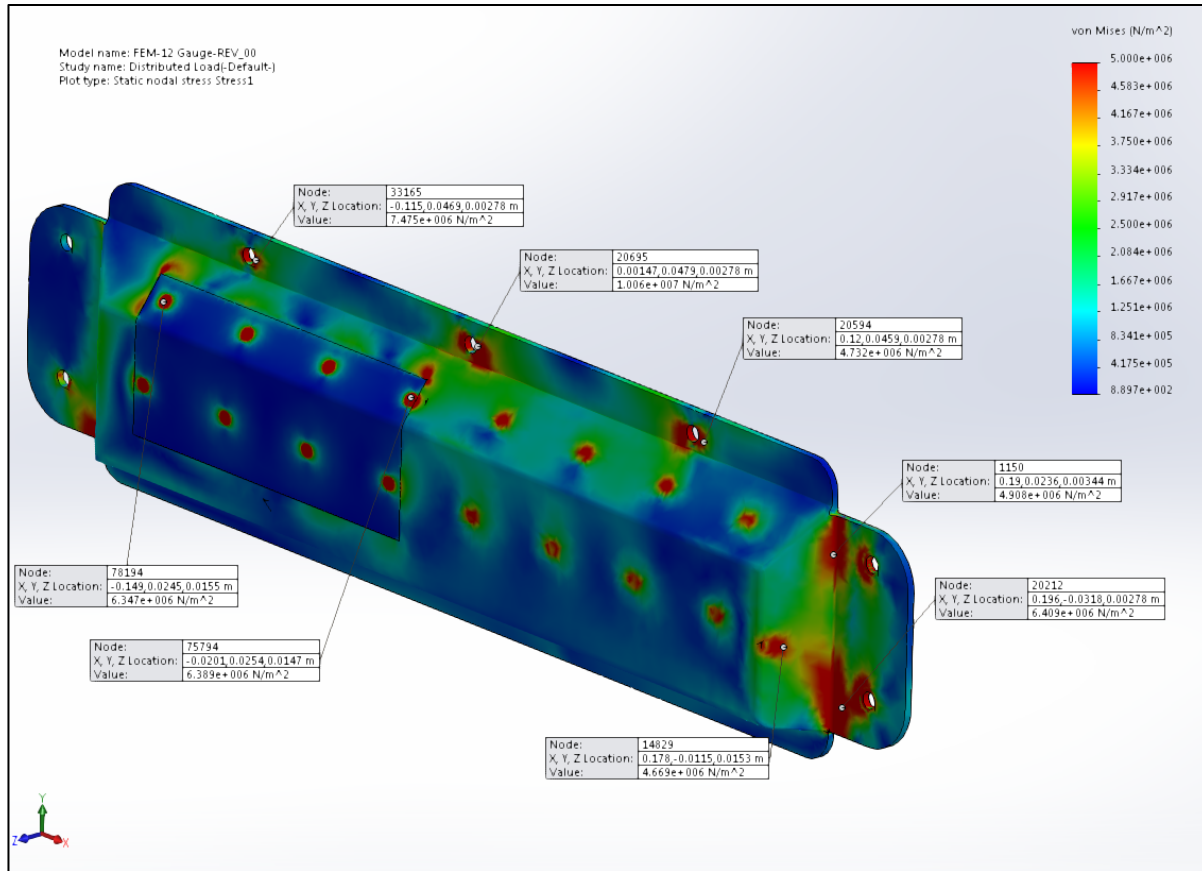 Model name: FEM-12 Gauge-REV_00
Study name: Distributed Load(-Default-)
Plot type: Static nodal stress Stress1
von Mises (N/m^2)
5.000e+006
4.583e+006
4.167e+006
3.750e+006
3.334e+006
2.917e+006
2.500e+006
2.084e+006
1.667e+006
1.251e+006
8.341e+005
4.175e+005
8.897e+002
Node: 33165
X, Y, Z Location: -0.115,0.0469,0.00278 m
Value: 7.475e+006 N/m^2
Node: 20695
X, Y, Z Location: 0.00147,0.0479,0.00278 m
Value: 1.006e+007 N/m^2
Node: 20594
X, Y, Z Location: 0.12,0.0459,0.00278 m
Value: 4.732e+006 N/m^2
Node: 1150
X, Y, Z Location: 0.19,0.0236,0.00344 m
Value: 4.908e+006 N/m^2
Node: 78194
X, Y, Z Location: -0.149,0.0245,0.0155 m
Value: 6.347e+006 N/m^2
Node: 20212
X, Y, Z Location: 0.196,-0.0318,0.00278 m
Value: 6.409e+006 N/m^2
Node: 75794
X, Y, Z Location: -0.0201,0.0254,0.0147 m
Value: 6.389e+006 N/m^2
Node: 14829
X, Y, Z Location: 0.178,-0.0115,0.0153 m
Value: 4.669e+006 N/m^2
Y
Z
X